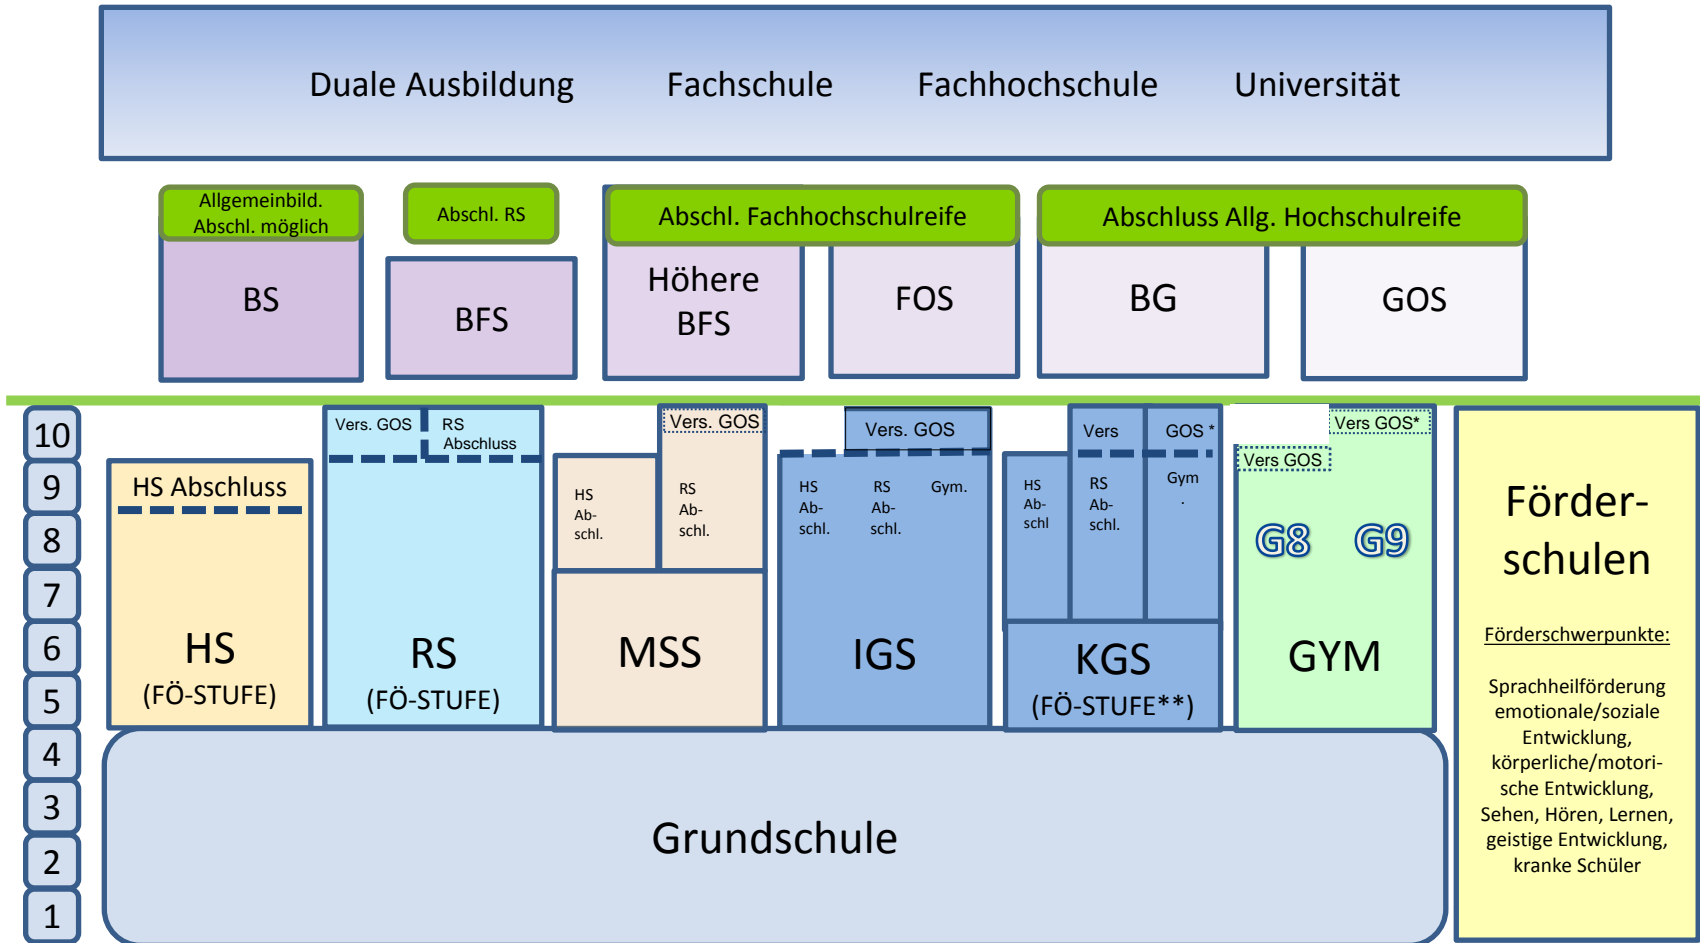 Duale Ausbildung Fachschule Fachhochschule Universität
Allgemeinbild.
Abschl. möglich
Abschl. RS
Abschl. Fachhochschulreife
Abschluss Allg. Hochschulreife
BS
BFS
Höhere
BFS
FOS
BG
GOS
10
9
8
7
6
5
4
3
2
1
HS Abschluss
HS
(FÖ-STUFE)
Vers. GOS
RS
Abschluss
RS
(FÖ-STUFE)
Vers. GOS
HS
Ab-
schl.
RS
Ab-
schl.
MSS
Vers. GOS
HS
Ab-
schl.
RS
Ab-
schl.
Gym.
IGS
Vers
GOS *
HS
Ab-
schl
RS
Ab-
schl.
Gym
.
KGS
(FÖ-STUFE**)
Vers GOS*
Vers GOS
G8
G9
GYM
Grundschule
Förder-
schulen
Förderschwerpunkte:
Sprachheilförderung
emotionale/soziale
Entwicklung,
körperliche/motori-
sche Entwicklung,
Sehen, Hören, Lernen,
geistige Entwicklung,
kranke Schüler